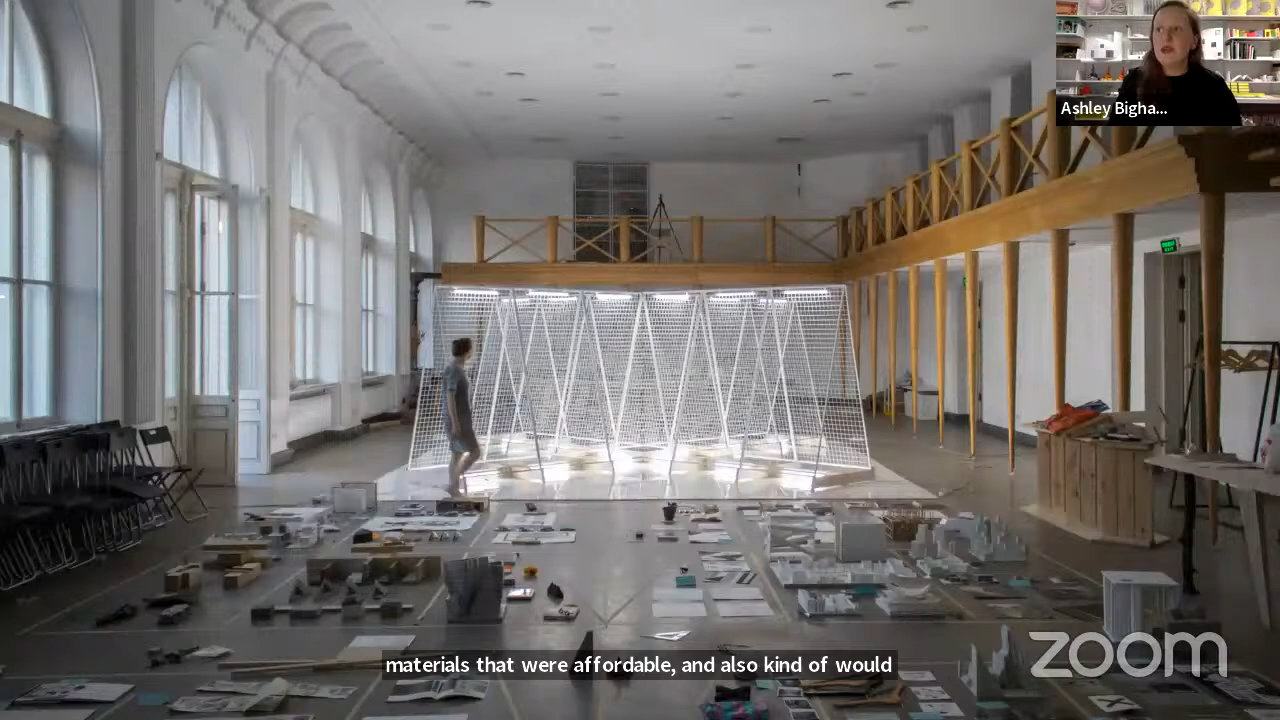 Ashley Bigha...
materials that were affordable, and also kind of would
zoom